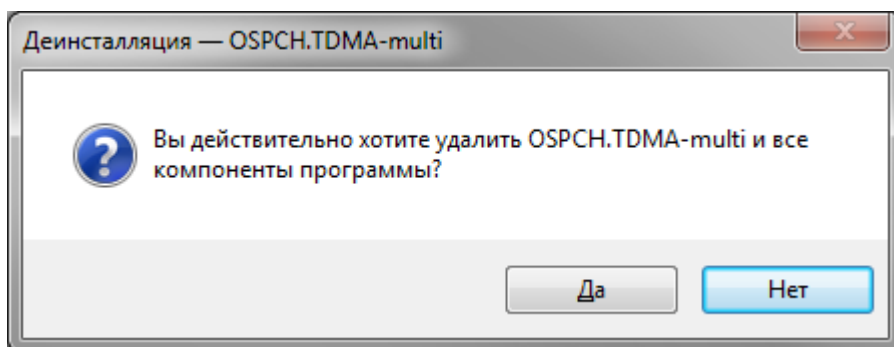 Деинсталляция — OSPCH.TDMA-multi
Вы действительно хотите удалить OSPCH.TDMA-multi и все
компоненты программы?
Да
Нет